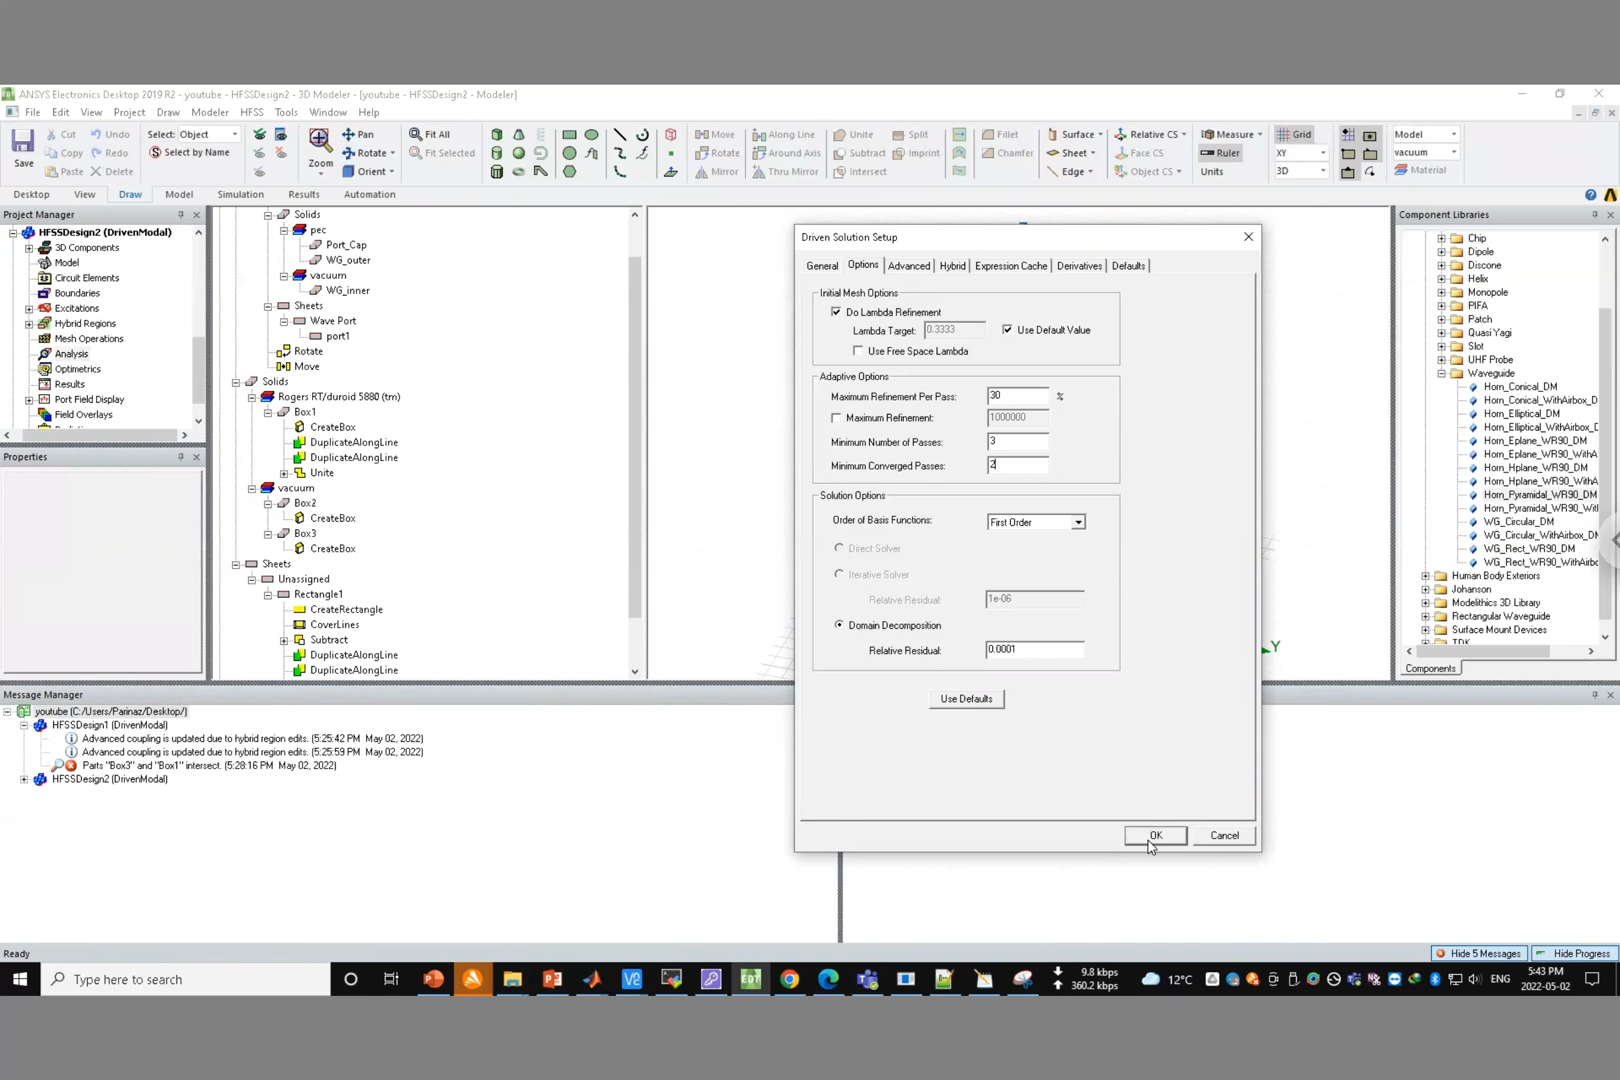 ANSYS Electronics Desktop 2019 R2 - youtube - HFSSDesign2 - 3D Modeler - [youtube - HFSSDesign2 - Modeler]
File Edit View Project Draw Modeler HFSS Tools Window Help
Save
Cut Undo
Copy Redo
Paste Delete
Select: Object
Select by Name
Zoom
Pan
Rotate
Orient
Fit All
Fit Selected
Move Along Line Unite Split Fillet
Rotate Around Axis Subtract Imprint Chamfer
Mirror Thru Mirror Intersect
Surface Relative CS Measure Grid
Sheet Face CS Ruler XY
Edge Object CS Units 3D
Model
vacuum
Material
Desktop View Draw Model Simulation Results Automation
Project Manager
HFSSDesign2 (DrivenModal)
3D Components
Model
Circuit Elements
Boundaries
Excitations
Hybrid Regions
Mesh Operations
Analysis
Optimetrics
Results
Port Field Display
Field Overlays
Properties
Solids
pec
Port_Cap
WG_outer
vacuum
WG_inner
Sheets
Wave Port
port1
Rotate
Move
Solids
Rogers RT/duroid 5880 (tm)
Box1
CreateBox
DuplicateAlongLine
DuplicateAlongLine
Unite
vacuum
Box2
CreateBox
Box3
CreateBox
Sheets
Unassigned
Rectangle1
CreateRectangle
CoverLines
Subtract
DuplicateAlongLine
DuplicateAlongLine
Driven Solution Setup
General Options Advanced Hybrid Expression Cache Derivatives Defaults
Initial Mesh Options
Do Lambda Refinement
Lambda Target: 0.3333 Use Default Value
Use Free Space Lambda
Adaptive Options
Maximum Refinement Per Pass: 30 %
Maximum Refinement: 1000000
Minimum Number of Passes: 3
Minimum Converged Passes: 2
Solution Options
Order of Basis Functions: First Order
Direct Solver
Iterative Solver
Relative Residual: 1e-06
Domain Decomposition
Relative Residual: 0.0001
Use Defaults
OK Cancel
Y
Component Libraries
Chip
Dipole
Discone
Helix
Monopole
PIFA
Patch
Quasi Yagi
Slot
UHF Probe
Waveguide
Horn_Conical_DM
Horn_Conical_WithAirbox_D
Horn_Elliptical_DM
Horn_Elliptical_WithAirbox_D
Horn_Eplane_WR90_DM
Horn_Eplane_WR90_WithA
Horn_Hplane_WR90_DM
Horn_Hplane_WR90_WithA
Horn_Pyramidal_WR90_DM
Horn_Pyramidal_WR90_With
WG_Circular_DM
WG_Circular_WithAirbox_DM
WG_Rect_WR90_DM
WG_Rect_WR90_WithAirbo
Human Body Exteriors
Johanson
Modelithics 3D Library
Rectangular Waveguide
Surface Mount Devices
TDK
Components
Message Manager
youtube (C:/Users/Parinaz/Desktop/)
HFSSDesign1 (DrivenModal)
Advanced coupling is updated due to hybrid region edits. (5:25:42 PM May 02, 2022)
Advanced coupling is updated due to hybrid region edits. (5:25:59 PM May 02, 2022)
Parts "Box3" and "Box1" intersect. (5:28:16 PM May 02, 2022)
HFSSDesign2 (DrivenModal)
Ready
Hide 5 Messages Hide Progress
Type here to search
EDT
9.8 kbps
360.2 kbps
12°C
ENG
5:43 PM
2022-05-02